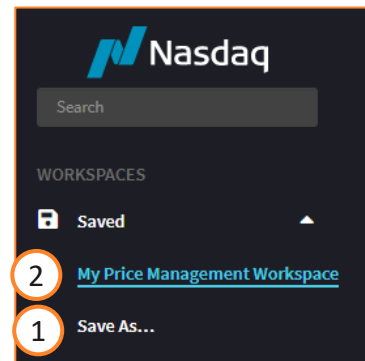 Nasdaq
Search
WORKSPACES
Saved
2 My Price Management Workspace
1 Save As...